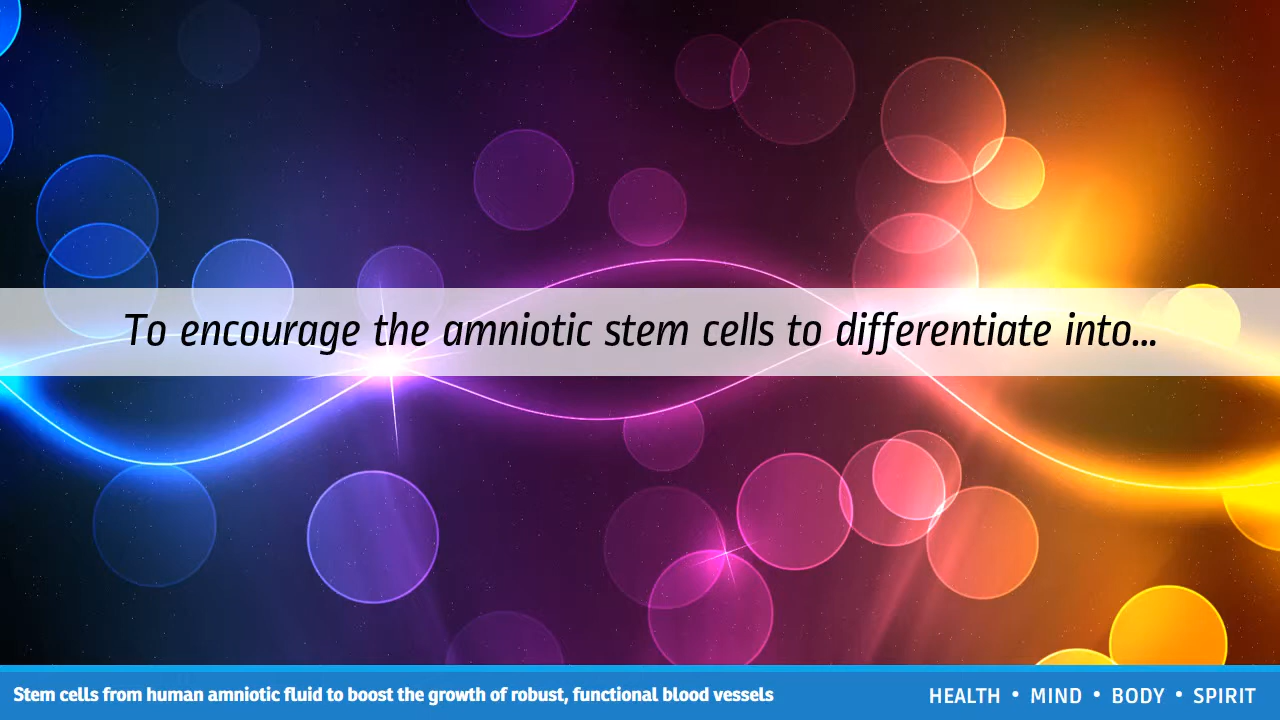 To encourage the amniotic stem cells to differentiate into...
Stem cells from human amniotic fluid to boost the growth of robust, functional blood vessels
HEALTH • MIND • BODY • SPIRIT